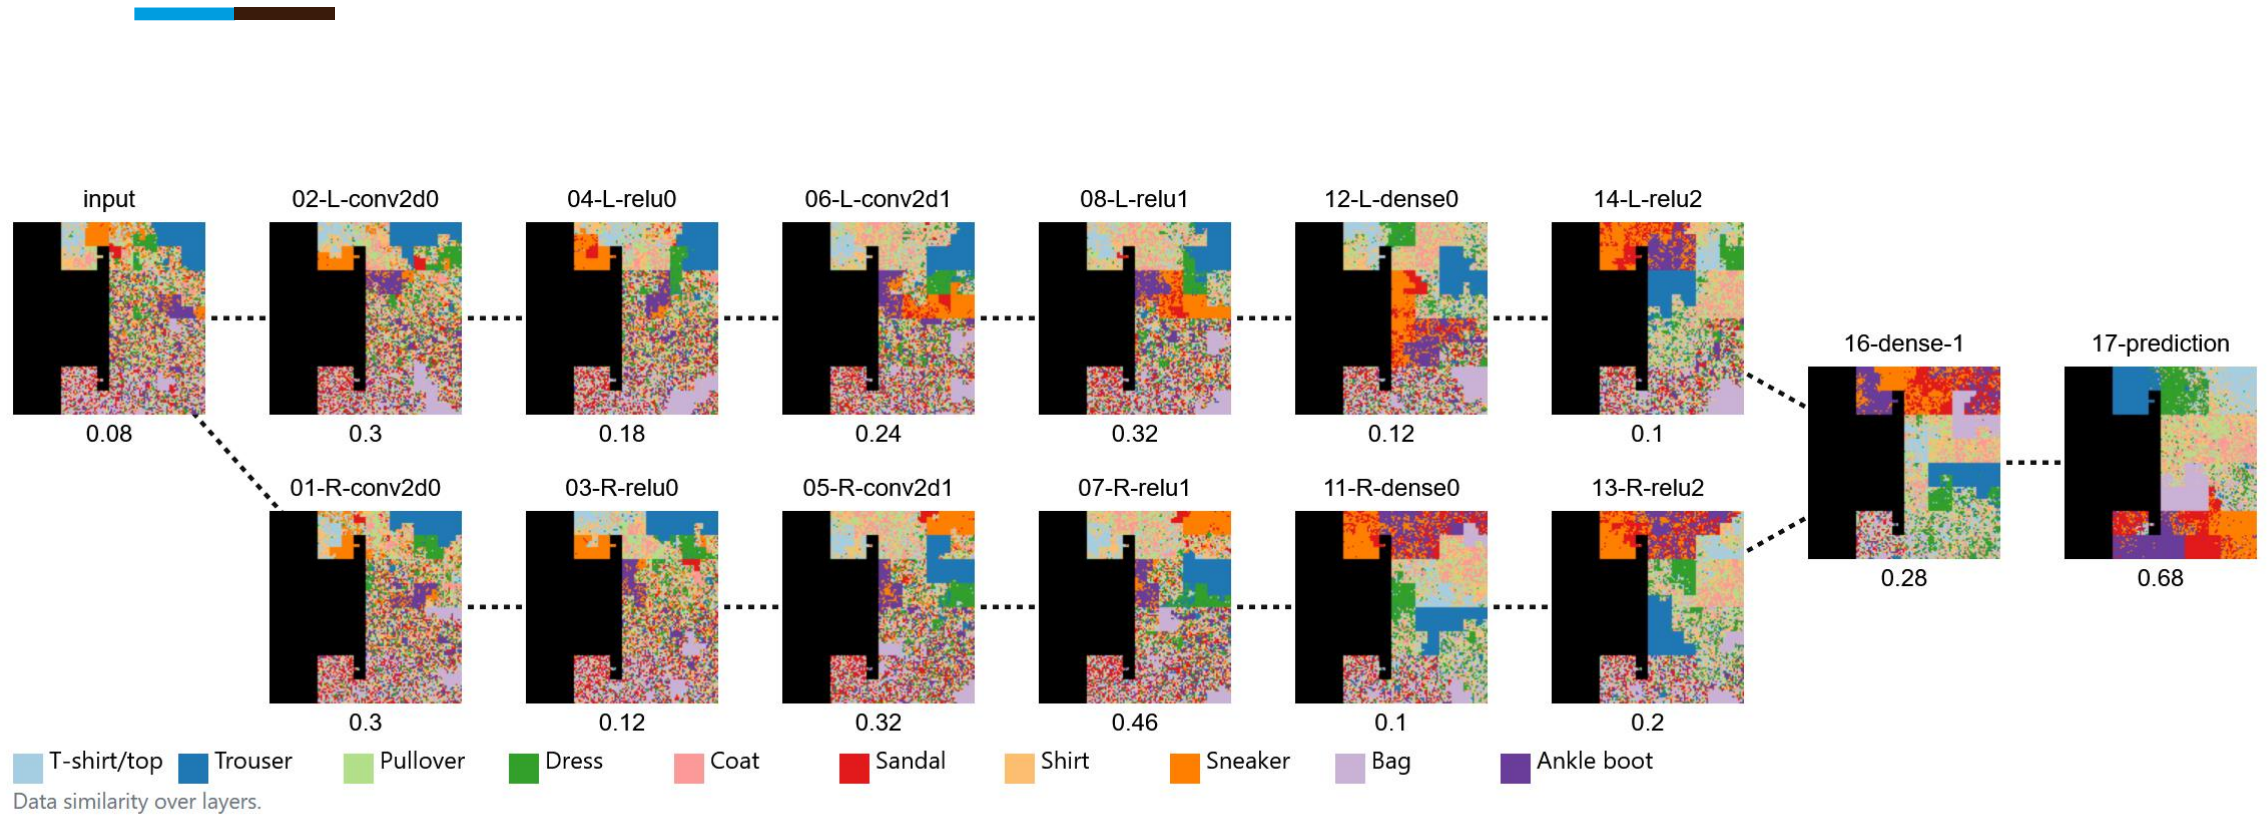 input
02-L-conv2d0
04-L-relu0
06-L-conv2d1
08-L-relu1
12-L-dense0
14-L-relu2
16-dense-1
17-prediction
0.08
0.3
0.18
0.24
0.32
0.12
0.1
01-R-conv2d0
03-R-relu0
05-R-conv2d1
07-R-relu1
11-R-dense0
13-R-relu2
0.28
0.68
0.3
0.12
0.32
0.46
0.1
0.2
T-shirt/top
Trouser
Pullover
Dress
Coat
Sandal
Shirt
Sneaker
Bag
Ankle boot
Data similarity over layers.